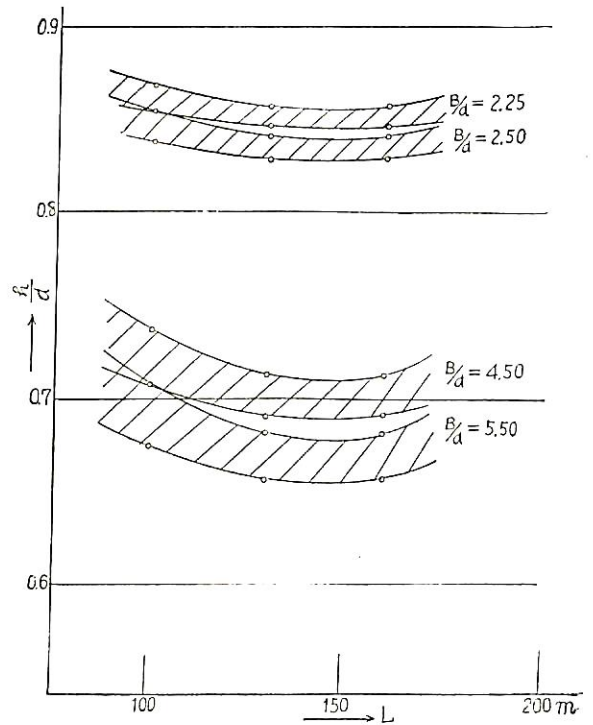 0.9
B/d = 2.25
B/d = 2.50
0.8
h/d
B/d = 4.50
0.7
B/d = 5.50
0.6
100 150 200 m
L